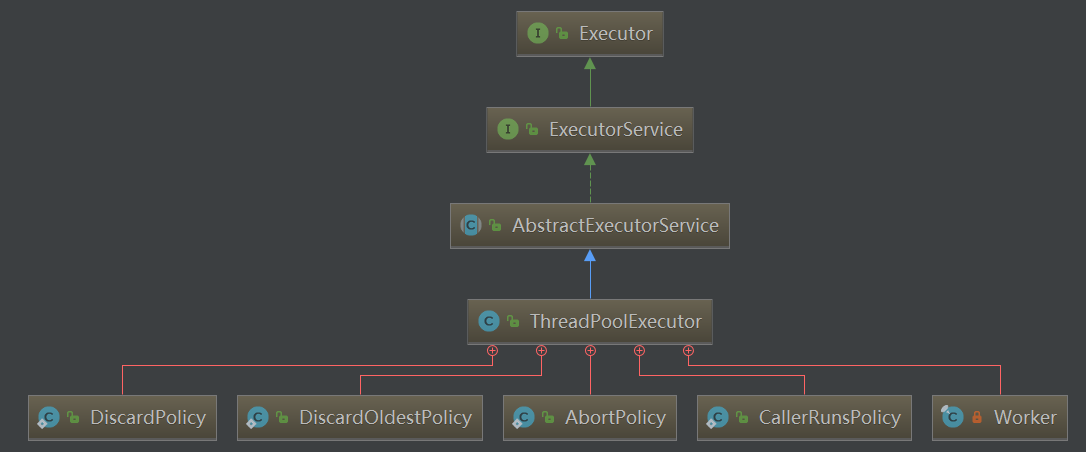 I Executor
I ExecutorService
C AbstractExecutorService
C ThreadPoolExecutor
C DiscardPolicy C DiscardOldestPolicy C AbortPolicy C CallerRunsPolicy C Worker